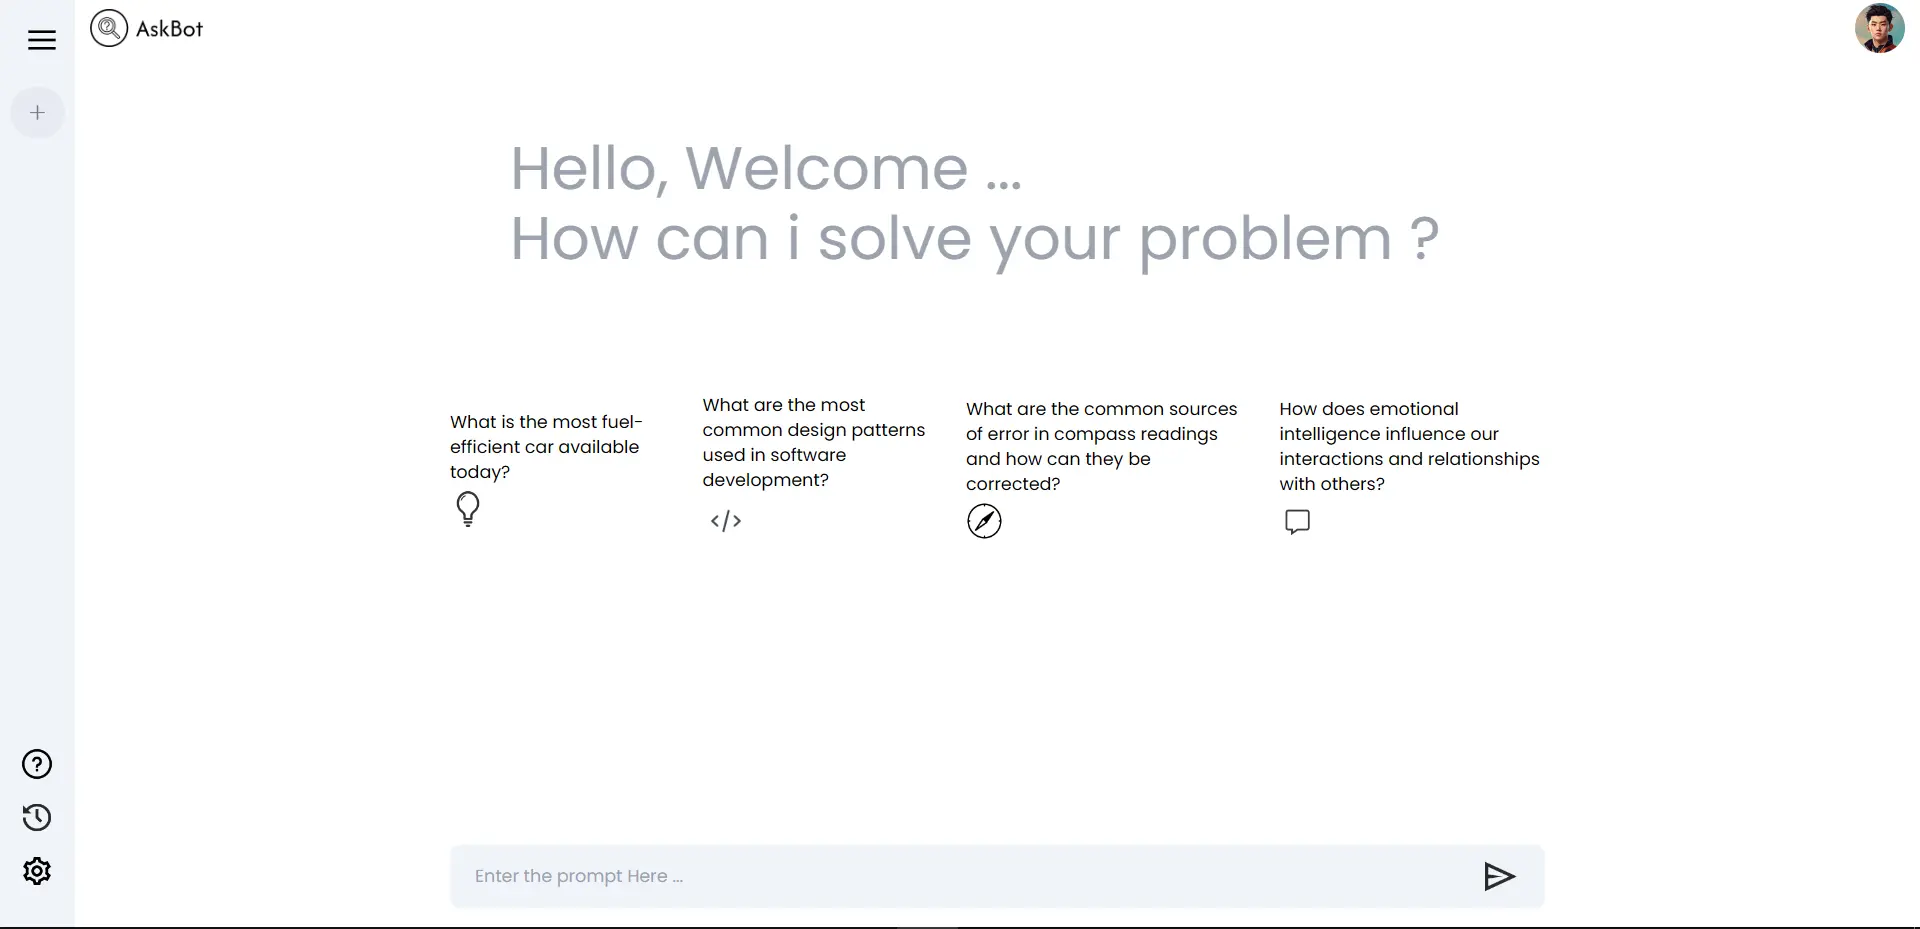 AskBot
Hello, Welcome ...
How can i solve your problem ?
What is the most fuel-
efficient car available
today?
What are the most
common design patterns
used in software
development?
What are the common sources
of error in compass readings
and how can they be
corrected?
How does emotional
intelligence influence our
interactions and relationships
with others?
Enter the prompt Here ...